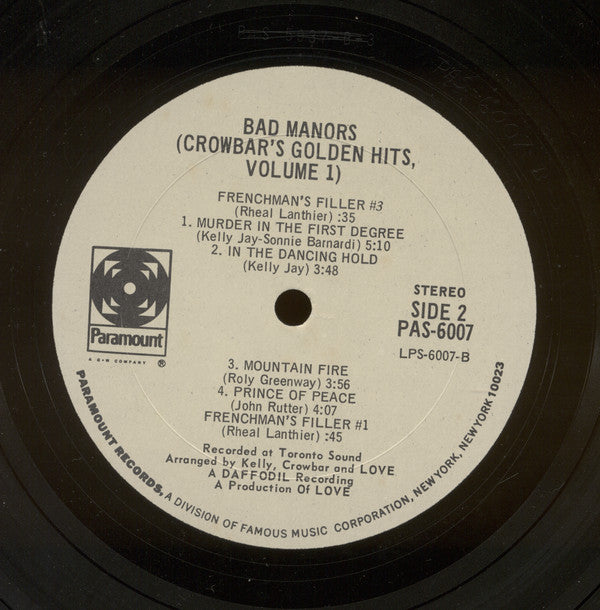 BAD MANORS
(CROWBAR'S GOLDEN HITS,
VOLUME 1)
FRENCHMAN'S FILLER #3
(Rheal Lanthier) :35
1. MURDER IN THE FIRST DEGREE
(Kelly Jay-Sonnie Barnardi) 5:10
2. IN THE DANCING HOLD
(Kelly Jay) 3:48
Paramount
A G+W COMPANY ®
STEREO
SIDE 2
PAS-6007
LPS-6007-B
3. MOUNTAIN FIRE
(Roly Greenway) 3:56
4. PRINCE OF PEACE
(John Rutter) 4:07
FRENCHMAN'S FILLER #1
(Rheal Lanthier) :45
Recorded at Toronto Sound
Arranged by Kelly, Crowbar and LOVE
A DAFFODIL Recording
A Production Of LOVE
PARAMOUNT RECORDS, A DIVISION OF FAMOUS MUSIC CORPORATION, NEW YORK, NEW YORK 10023